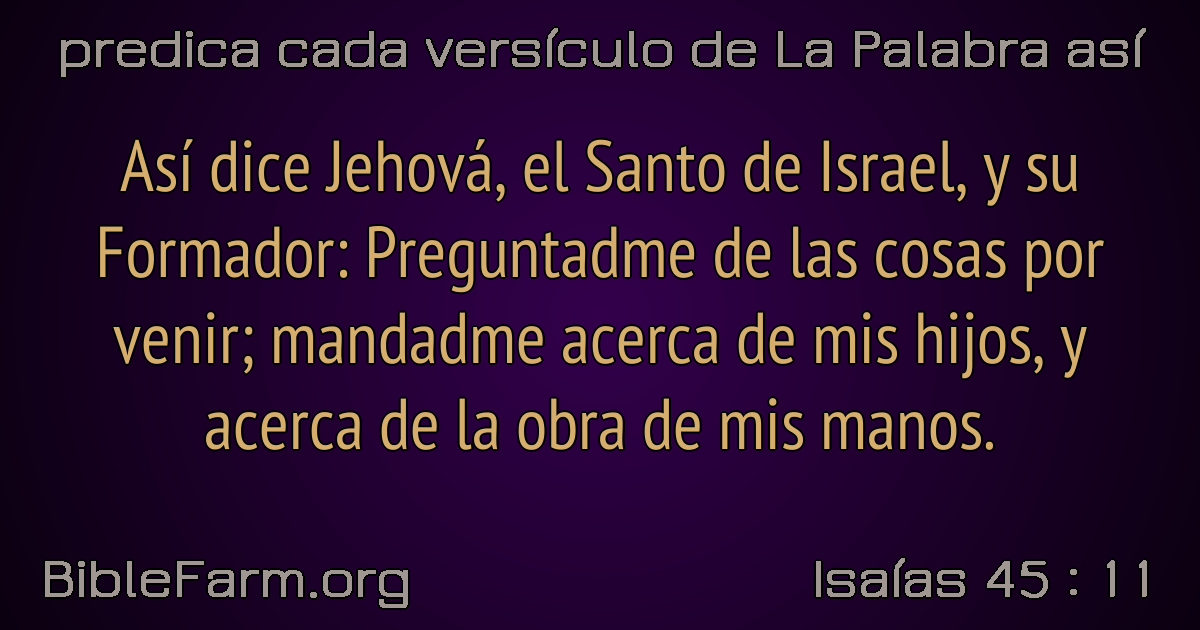 predica cada versículo de La Palabra así
Así dice Jehová, el Santo de Israel, y su
Formador: Preguntadme de las cosas por
venir; mandadme acerca de mis hijos, y
acerca de la obra de mis manos.
BibleFarm.org
Isaías 45 : 11